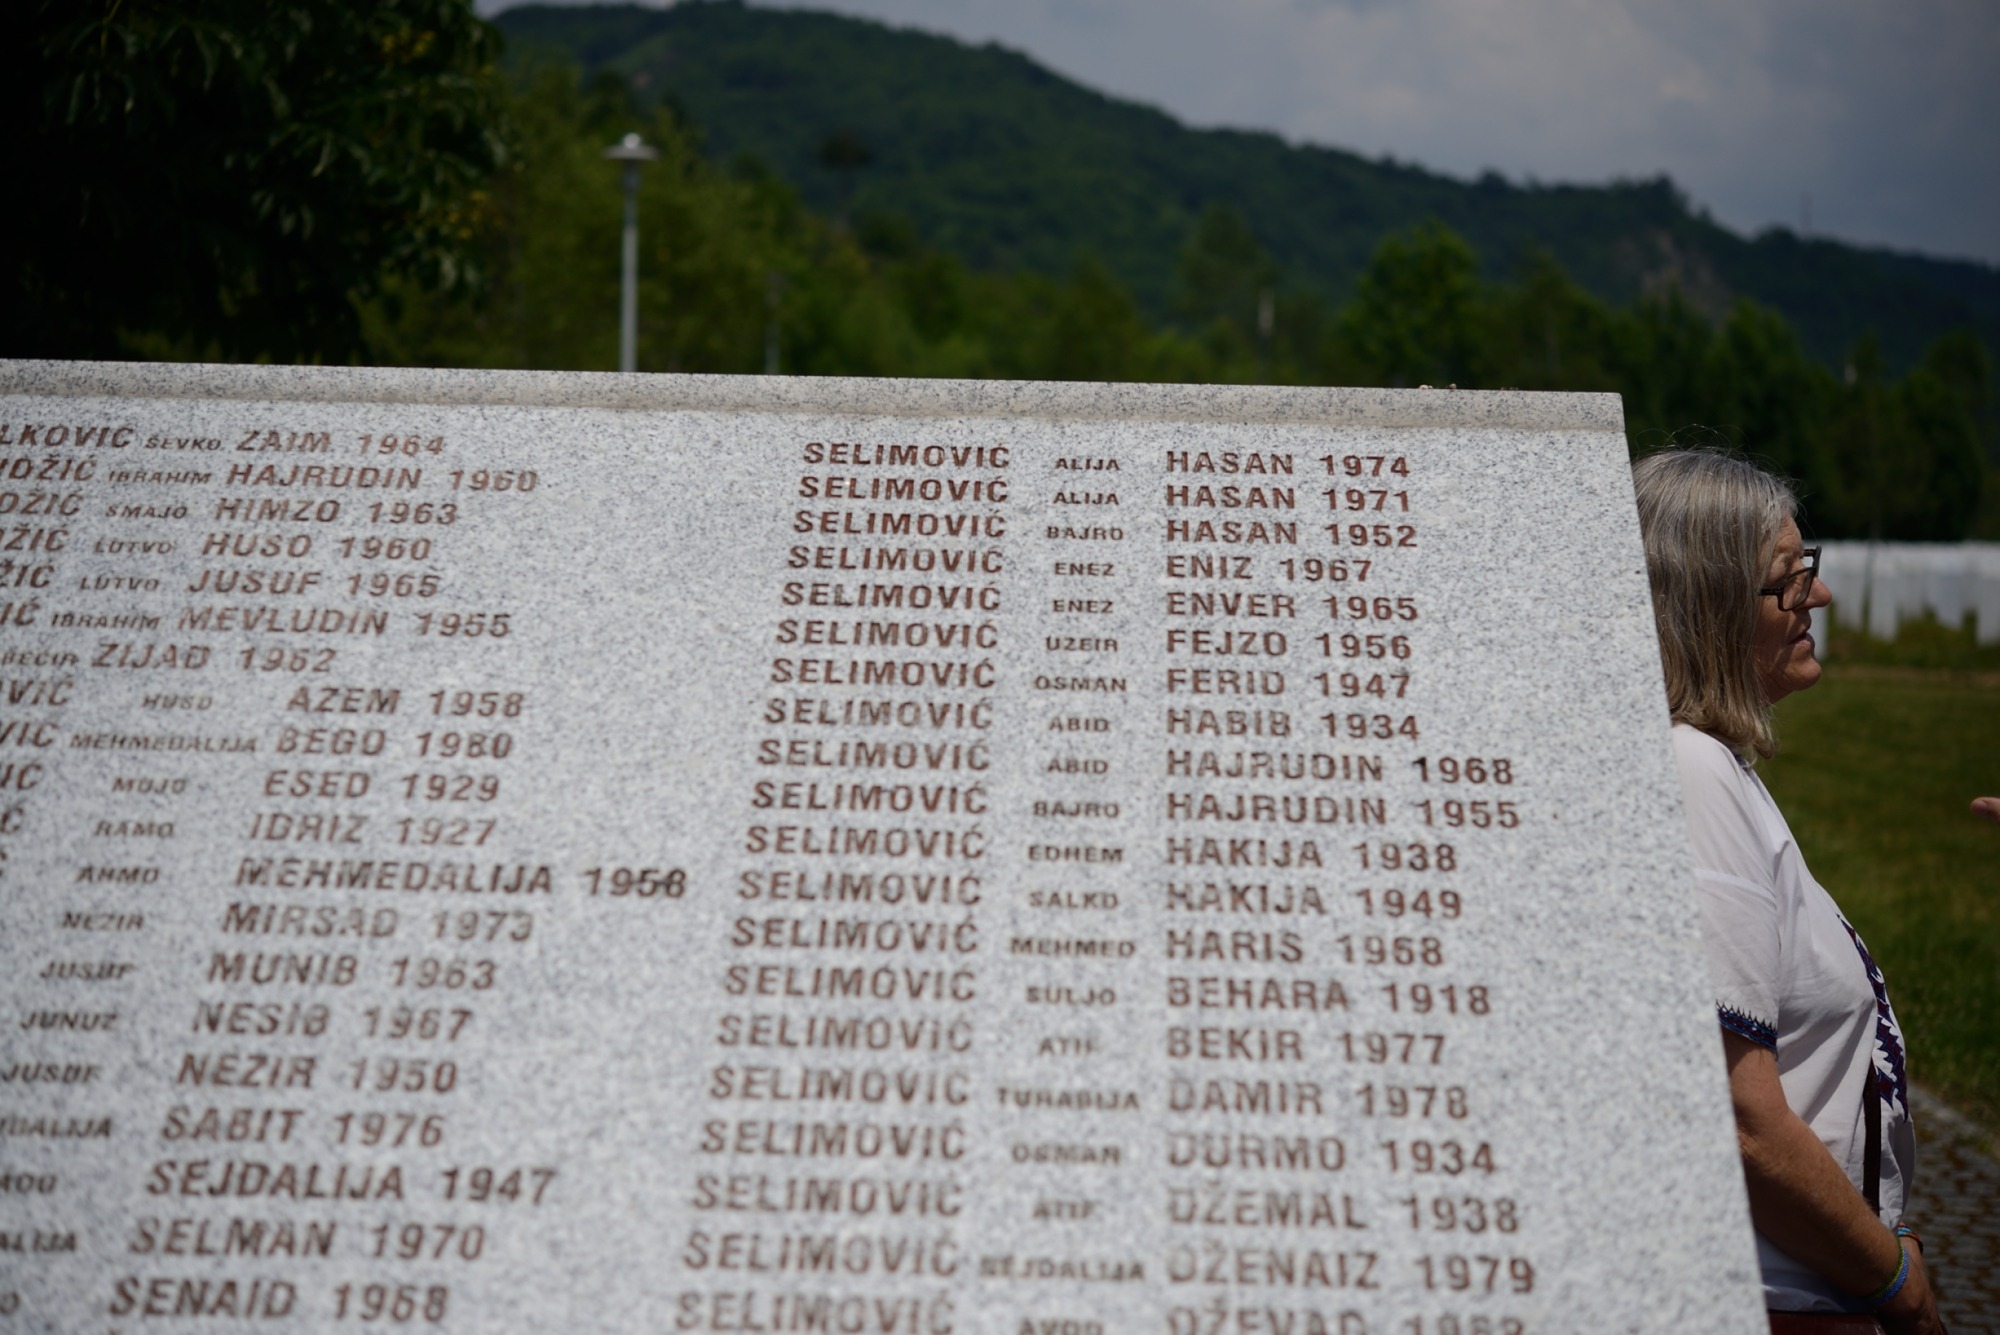 ŠEVKO ZAIM 1964
IBRAHIM HAJRUDIN 1960
SMAJO HIMZO 1963
LUTVO HUSO 1960
LUTVO JUSUF 1965
IBRAHIM MEVLUDIN 1955
BEĆIR ZIJAD
HUSO AZEM 1958
MEHMEDALIJA BEGO
MUJO ESED 1929
RAMO IDRIZ 1927
AHMO MEHMEDALIJA
NEZIR MIRSAD 1973
JUSUF MUNIB 1963
JUNUZ NESIB 1967
JUSUF NEZIR 1950
SABIT 1976
SEJDALIJA 1947
SELMAN 1970
SENAID 1968
SELIMOVIĆ ALIJA HASAN 1974
SELIMOVIĆ ALIJA HASAN 1971
SELIMOVIĆ BAJRO HASAN 1952
SELIMOVIĆ ENEZ ENIZ 1967
SELIMOVIĆ ENEZ ENVER 1965
SELIMOVIĆ UZEIR FEJZO 1956
SELIMOVIĆ OSMAN FERID 1947
SELIMOVIĆ ABID HABIB 1934
SELIMOVIĆ ABID HAJRUDIN 1968
SELIMOVIĆ BAJRO HAJRUDIN 1955
SELIMOVIĆ EDHEM HAKIJA 1938
SELIMOVIĆ SALKO HAKIJA 1949
SELIMOVIĆ MEHMED HARIS 1968
SELIMOVIĆ SULJO BEHARA 1918
SELIMOVIĆ ATIF BEKIR 1977
SELIMOVIĆ TURABIJA DAMIR 1978
SELIMOVIĆ OSMAN DURMO 1934
SELIMOVIĆ ATIF DŽEMAL 1938
SELIMOVIĆ SEJDALIJA DŽENAIZ 1979
SELIMOVIĆ AVDO DŽEVAD